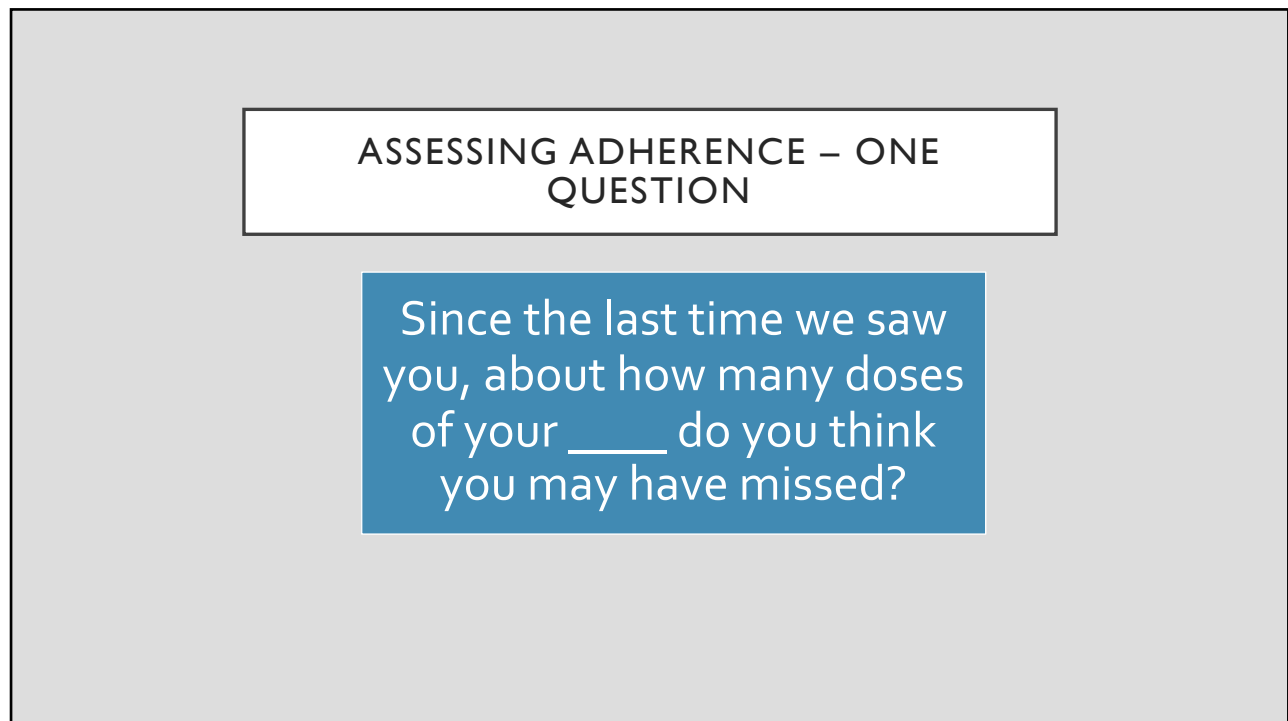 ASSESSING ADHERENCE – ONE
QUESTION
Since the last time we saw
you, about how many doses
of your ____ do you think
you may have missed?